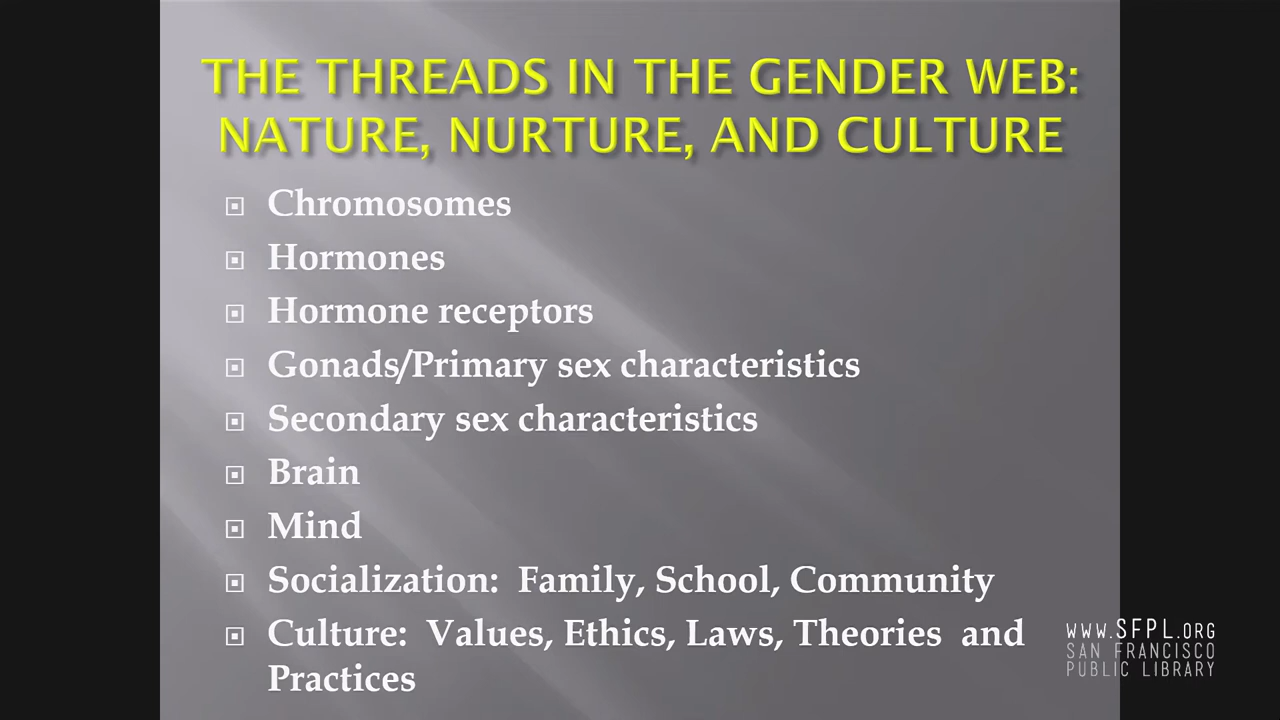 THE THREADS IN THE GENDER WEB:
NATURE, NURTURE, AND CULTURE
Chromosomes
Hormones
Hormone receptors
Gonads/Primary sex characteristics
Secondary sex characteristics
Brain
Mind
Socialization: Family, School, Community
Culture: Values, Ethics, Laws, Theories and
Practices
WWW.SFPL.ORG
SAN FRANCISCO
PUBLIC LIBRARY